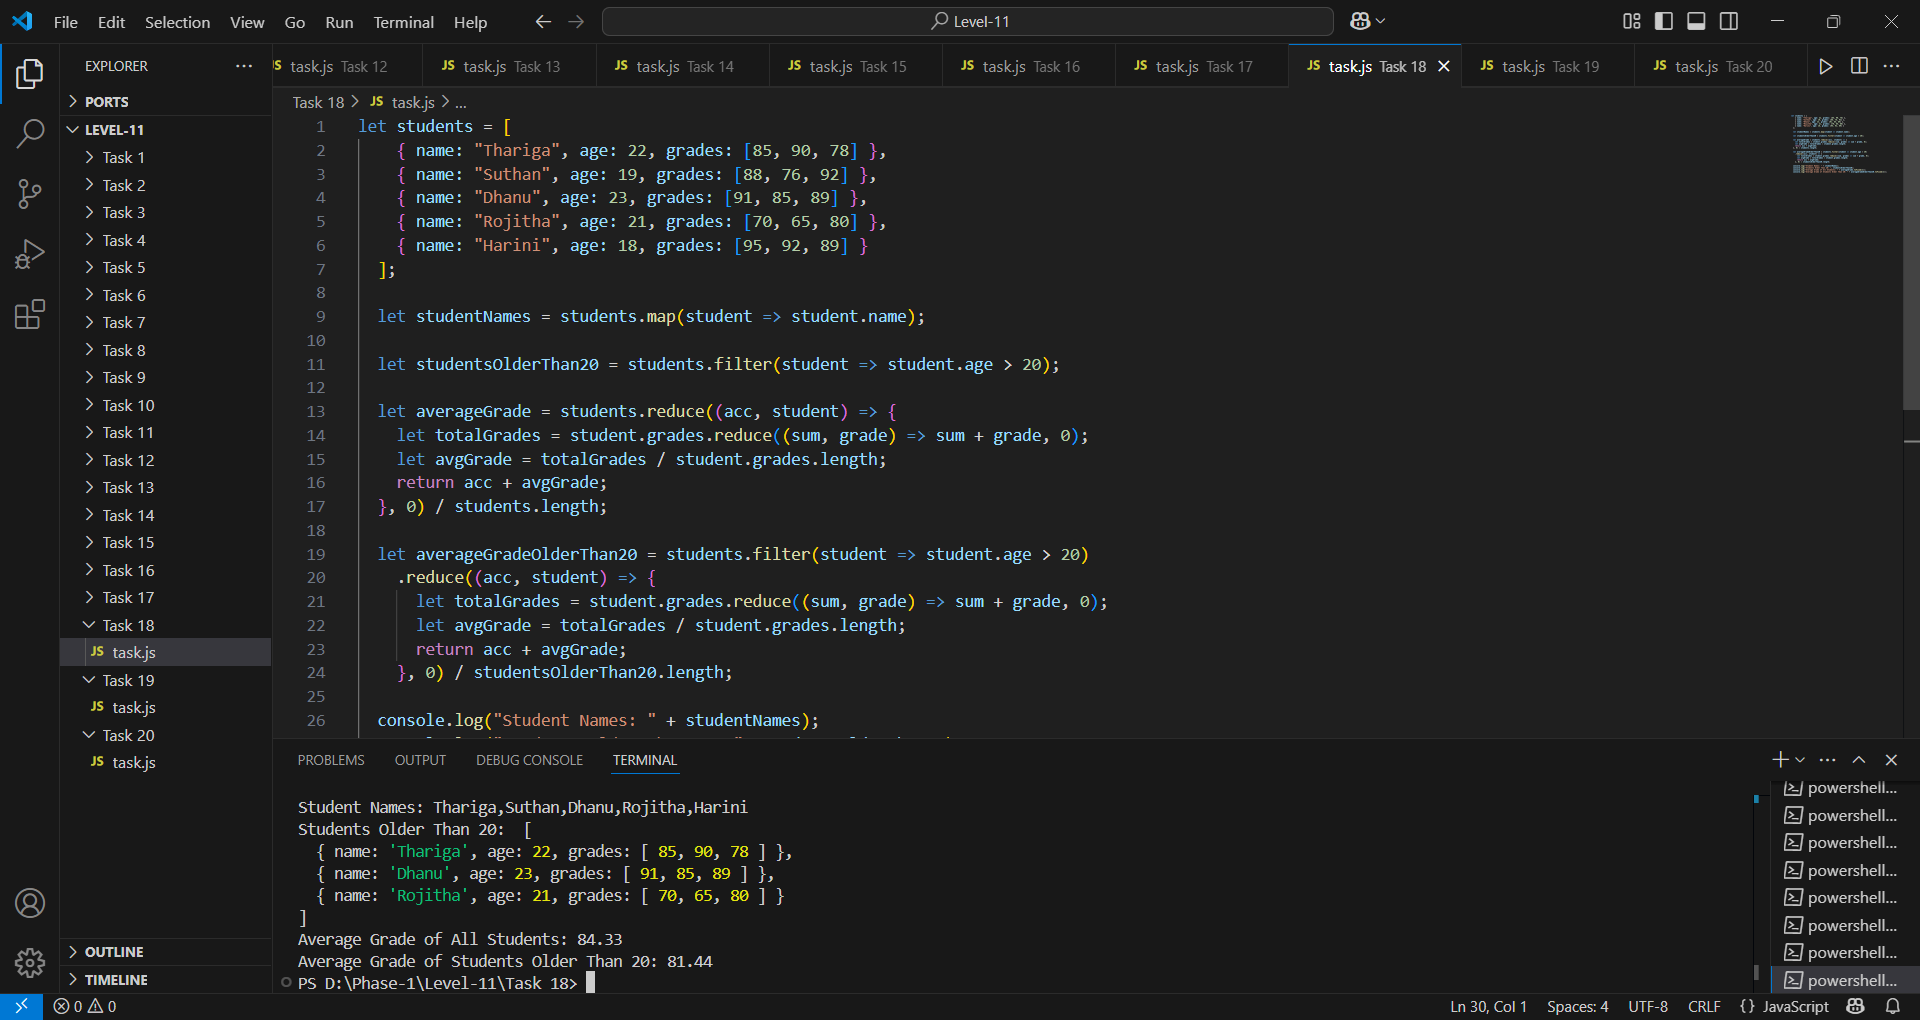 File Edit Selection View Go Run Terminal Help
Level-11
EXPLORER
PORTS
LEVEL-11
Task 1
Task 2
Task 3
Task 4
Task 5
Task 6
Task 7
Task 8
Task 9
Task 10
Task 11
Task 12
Task 13
Task 14
Task 15
Task 16
Task 17
Task 18
JS task.js
Task 19
JS task.js
Task 20
JS task.js
OUTLINE
TIMELINE
JS task.js Task 12
JS task.js Task 13
JS task.js Task 14
JS task.js Task 15
JS task.js Task 16
JS task.js Task 17
JS task.js Task 18
JS task.js Task 19
JS task.js Task 20
Task 18 > JS task.js > ...
1 let students = [
2 { name: "Thariga", age: 22, grades: [85, 90, 78] },
3 { name: "Suthan", age: 19, grades: [88, 76, 92] },
4 { name: "Dhanu", age: 23, grades: [91, 85, 89] },
5 { name: "Rojitha", age: 21, grades: [70, 65, 80] },
6 { name: "Harini", age: 18, grades: [95, 92, 89] }
7 ];
8
9 let studentNames = students.map(student => student.name);
10
11 let studentsOlderThan20 = students.filter(student => student.age > 20);
12
13 let averageGrade = students.reduce((acc, student) => {
14 let totalGrades = student.grades.reduce((sum, grade) => sum + grade, 0);
15 let avgGrade = totalGrades / student.grades.length;
16 return acc + avgGrade;
17 }, 0) / students.length;
18
19 let averageGradeOlderThan20 = students.filter(student => student.age > 20)
20 .reduce((acc, student) => {
21 let totalGrades = student.grades.reduce((sum, grade) => sum + grade, 0);
22 let avgGrade = totalGrades / student.grades.length;
23 return acc + avgGrade;
24 }, 0) / studentsOlderThan20.length;
25
26 console.log("Student Names: " + studentNames);
PROBLEMS OUTPUT DEBUG CONSOLE TERMINAL
Student Names: Thariga,Suthan,Dhanu,Rojitha,Harini
Students Older Than 20:  [
{ name: 'Thariga', age: 22, grades: [ 85, 90, 78 ] },
{ name: 'Dhanu', age: 23, grades: [ 91, 85, 89 ] },
{ name: 'Rojitha', age: 21, grades: [ 70, 65, 80 ] }
]
Average Grade of All Students: 84.33
Average Grade of Students Older Than 20: 81.44
PS D:\Phase-1\Level-11\Task 18>
powershell...
powershell...
powershell...
powershell...
powershell...
powershell...
powershell...
powershell...
0 0
Ln 30, Col 1 Spaces: 4 UTF-8 CRLF {} JavaScript